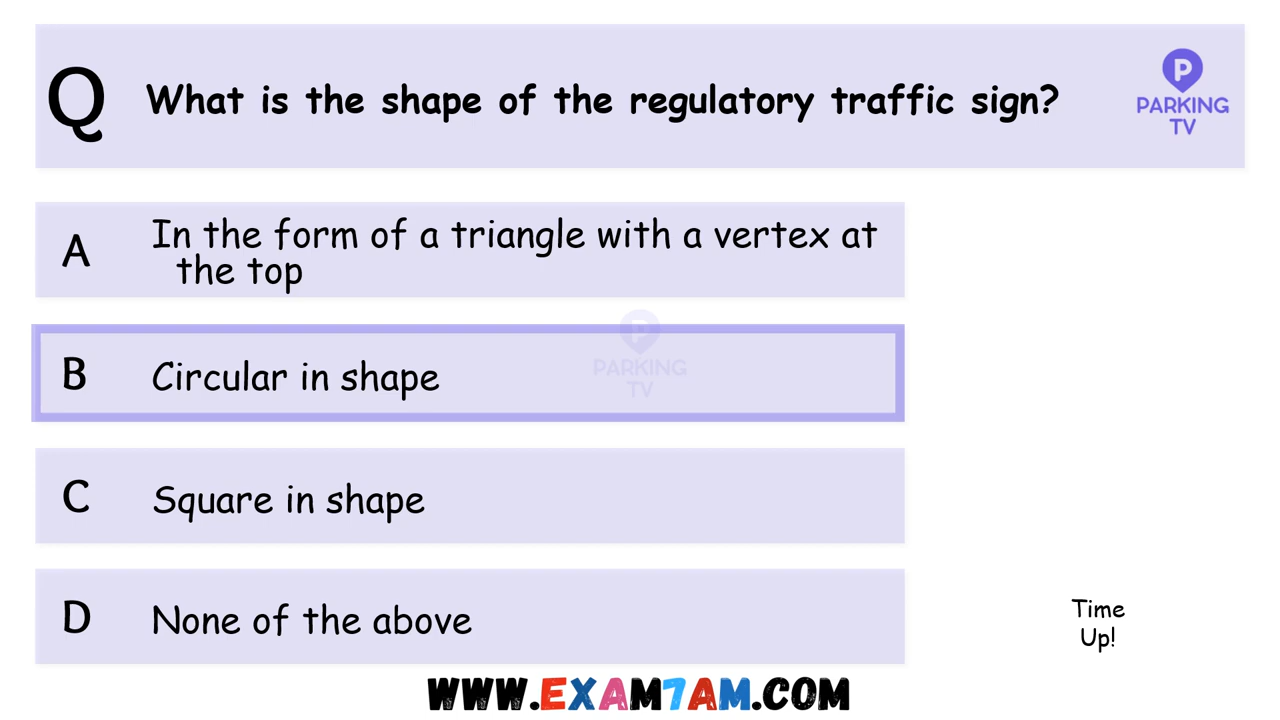 Q
What is the shape of the regulatory traffic sign?
P
PARKING
TV
A
In the form of a triangle with a vertex at
the top
B
Circular in shape
P
PARKING
TV
C
Square in shape
D
None of the above
Time
Up!
WWW.EXAM7AM.COM